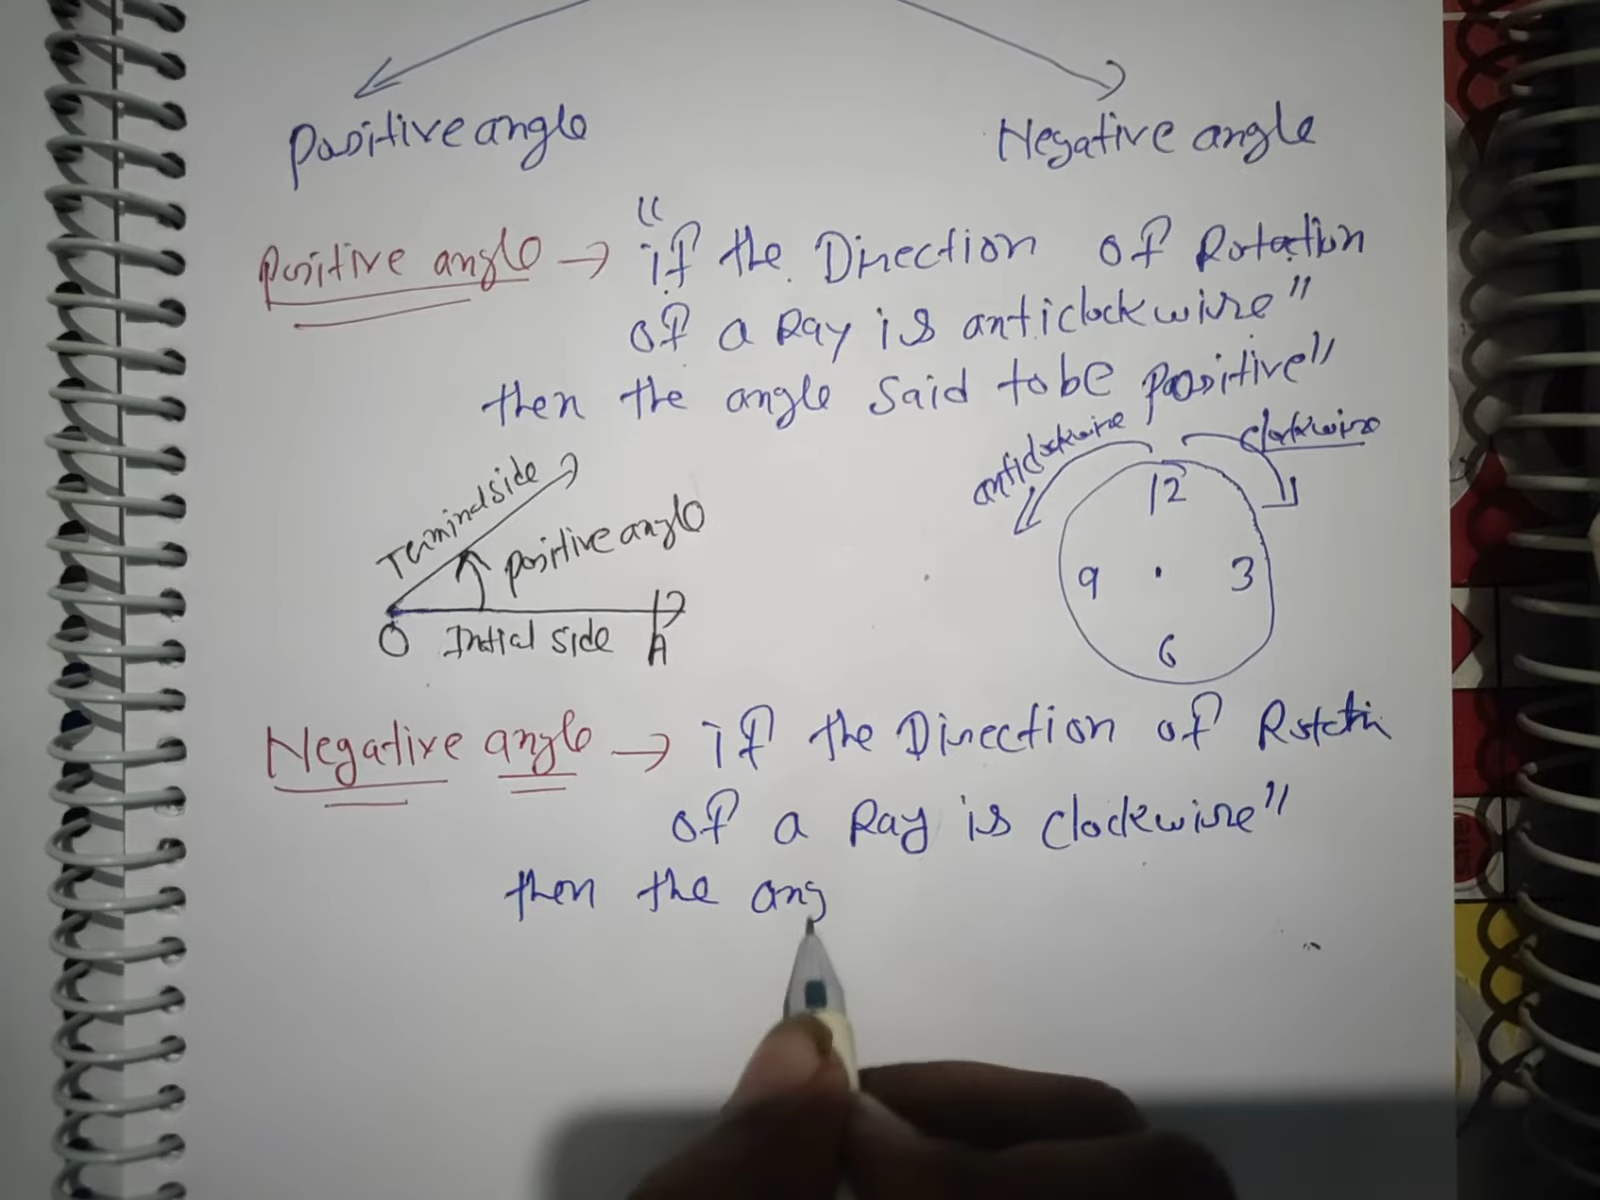 Positive angle
Negative angle
Positive angle → "if the Direction of Rotation
of a Ray is anticlockwise"
then the angle said to be positive"
anticlockwise
clockwise
Terminal side
positive angle
O Initial side A
12
9 3
6
Negative angle → if the Direction of Rotatin
of a Ray is clockwise"
then the ang